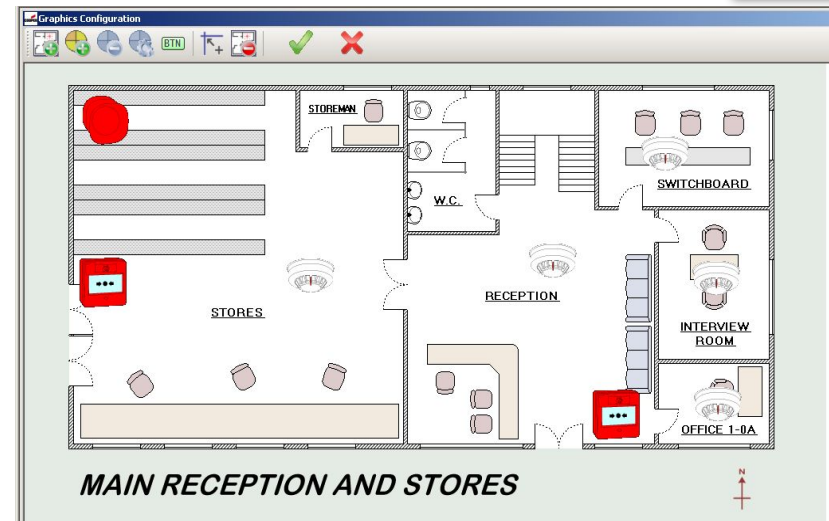 Graphics Configuration
BTN
STOREMAN
SWITCHBOARD
W.C.
RECEPTION
STORES
INTERVIEW
ROOM
OFFICE 1-0A
MAIN RECEPTION AND STORES
N